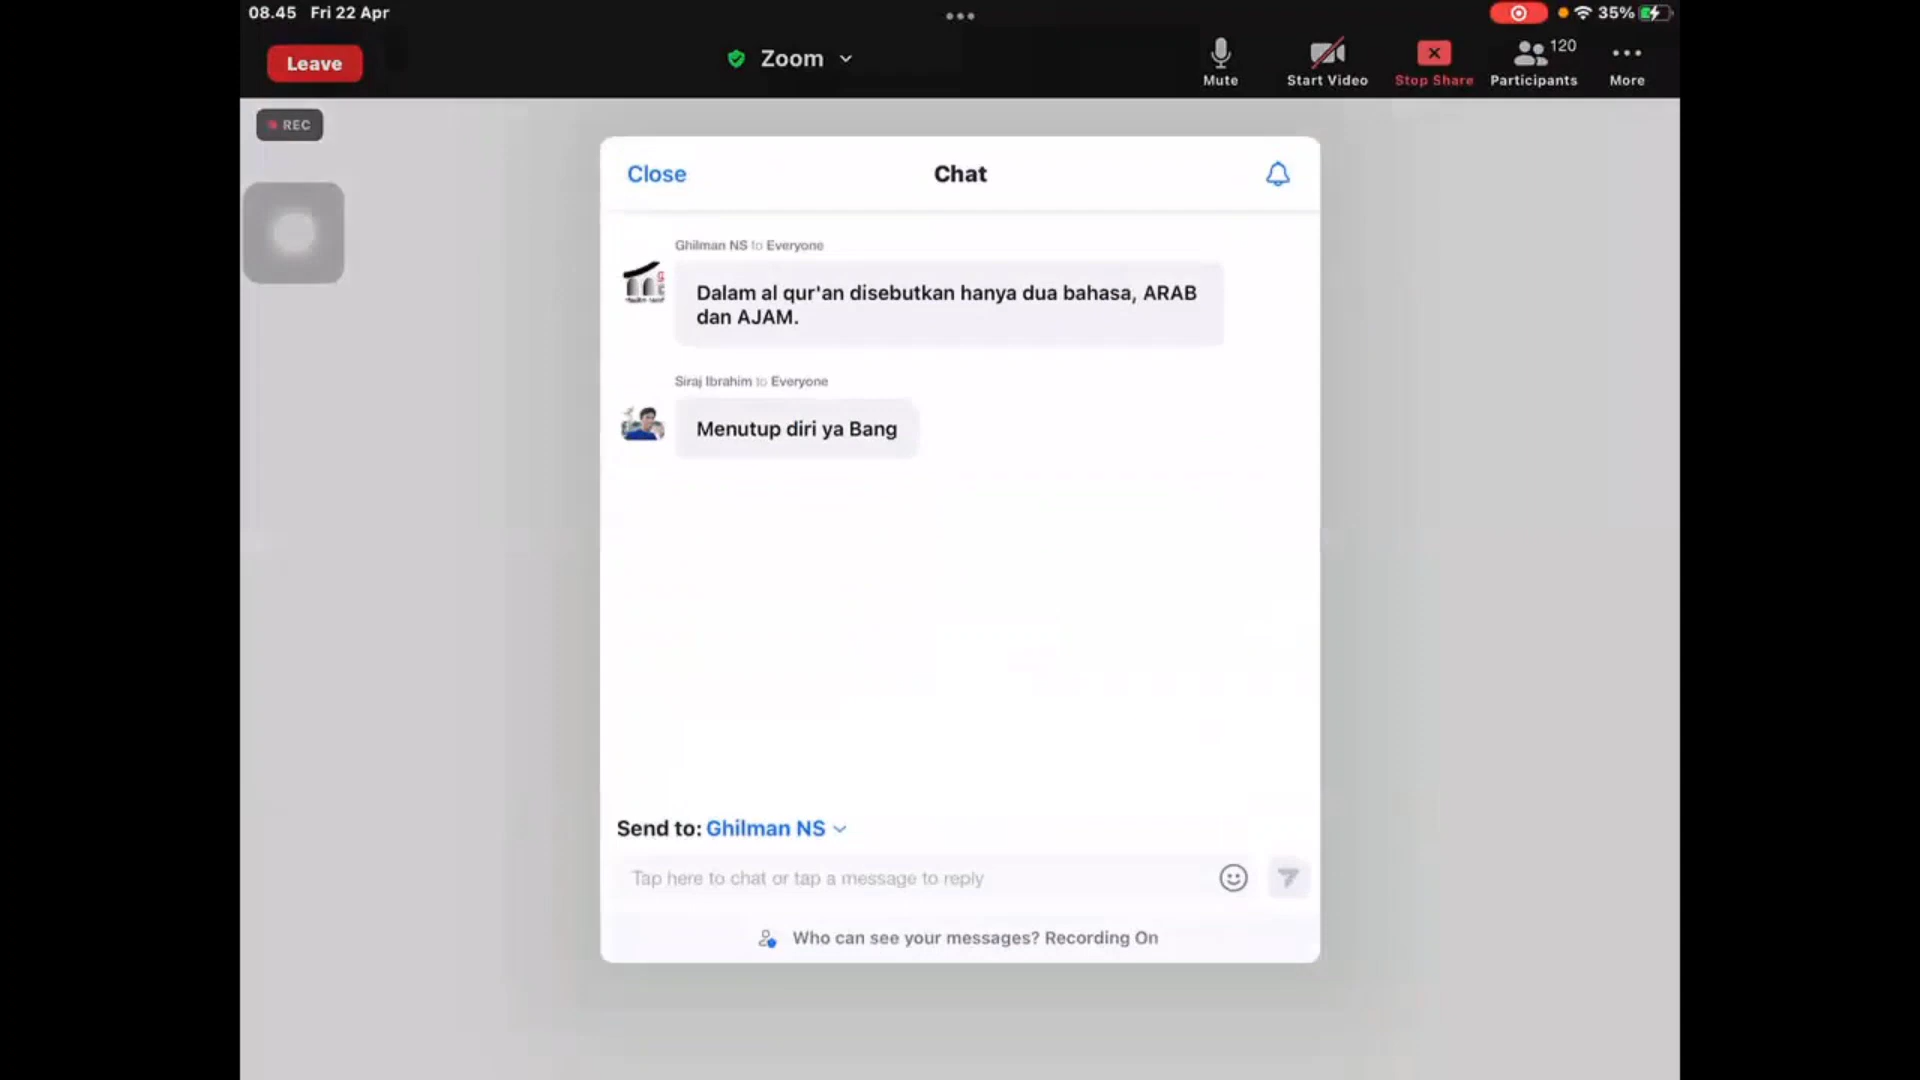 08.45 Fri 22 Apr
35%
Leave
Zoom
Mute
Start Video
Stop Share
Participants
120
More
REC
Close
Chat
Ghilman NS to Everyone
Dalam al qur'an disebutkan hanya dua bahasa, ARAB
dan AJAM.
Siraj Ibrahim to Everyone
Menutup diri ya Bang
Send to: Ghilman NS
Tap here to chat or tap a message to reply
Who can see your messages? Recording On